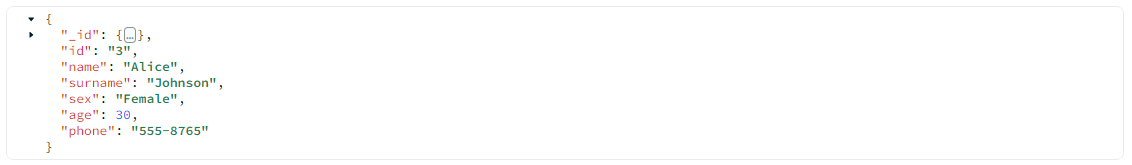 {
"_id": {…},
"id": "3",
"name": "Alice",
"surname": "Johnson",
"sex": "Female",
"age": 30,
"phone": "555-8765"
}